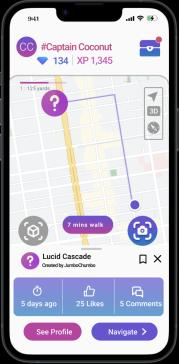 9:41
CC #Captain Coconut
134 | XP 1,345
1 : 125 yards
?
3D
7 mins walk
? Lucid Cascade
Created by JumboChumbo
5 days ago 25 Likes 5 Comments
See Profile Navigate